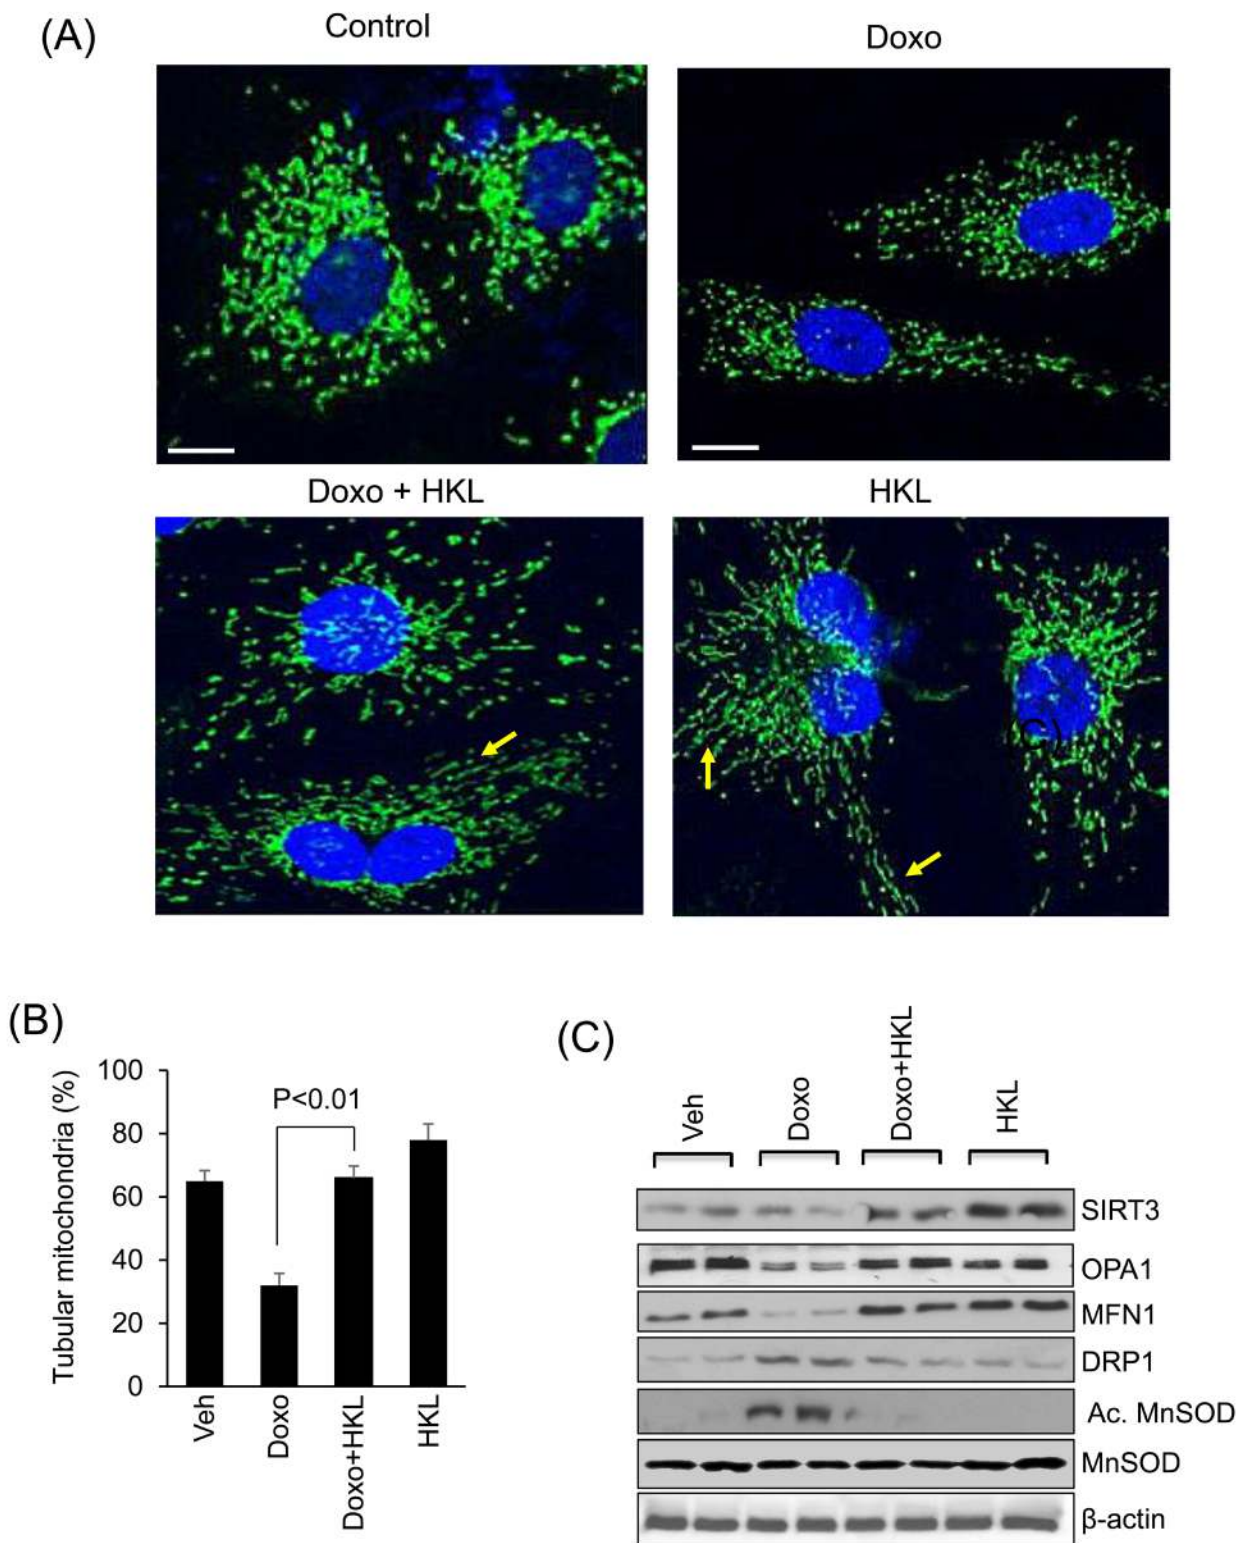 (A)
Control
Doxo
Doxo + HKL
HKL
(C)
(B)
Tubular mitochondria (%)
100
80
60
40
20
0
P<0.01
Veh
Doxo
Doxo+HKL
HKL
(C)
Veh
Doxo
Doxo+HKL
HKL
SIRT3
OPA1
MFN1
DRP1
Ac. MnSOD
MnSOD
β-actin